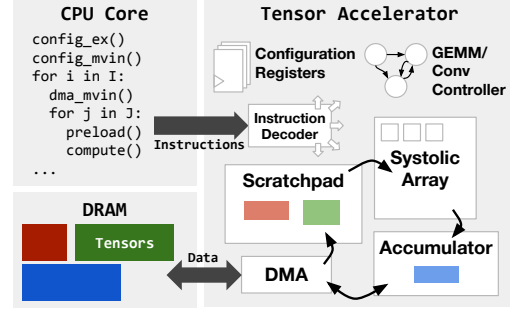 CPU Core
config_ex()
config_mvin()
for i in I:
dma_mvin()
for j in J:
preload()
compute()
...
Instructions
DRAM
Tensors
Data
Tensor Accelerator
Configuration
Registers
GEMM/
Conv
Controller
Instruction
Decoder
Systolic
Array
Scratchpad
Accumulator
DMA